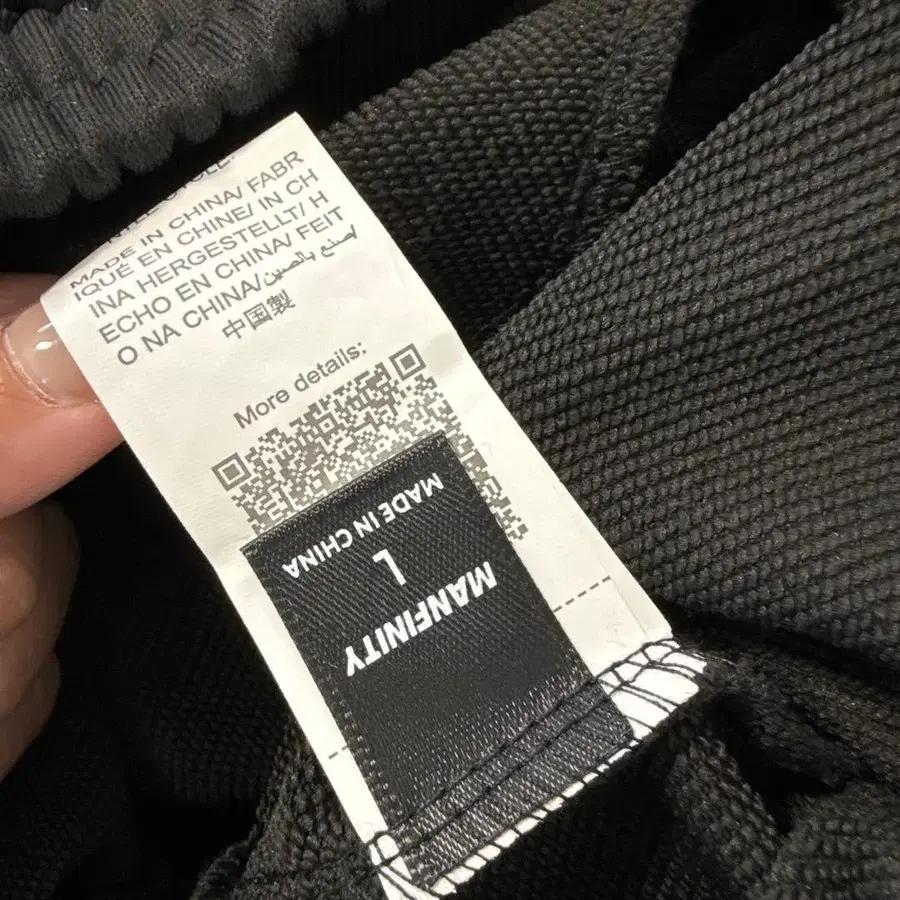 MADE IN CHINA/ FABR
IQUÉ EN CHINE/ IN CH
INA HERGESTELLT/ H
ECHO EN CHINA/ FEIT
O NA CHINA/صنع بالصين/
中国製
More details:
MANFINITY
L
MADE IN CHINA